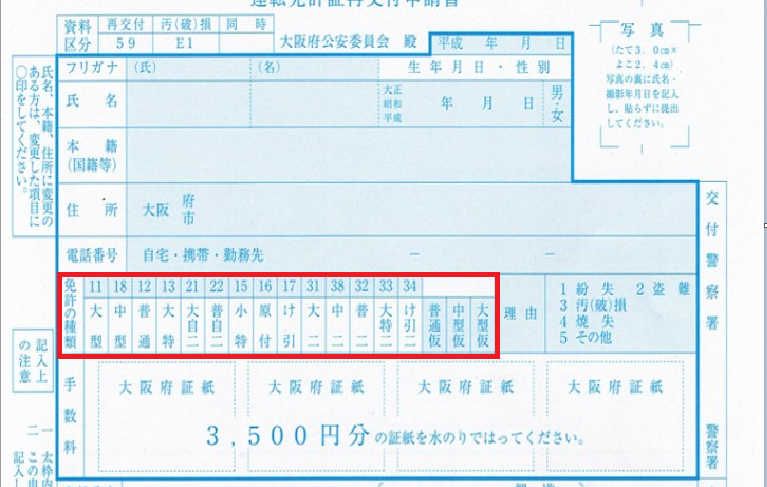 運転免許証再交付申請書
資料区分
再交付 汚(破)損 同時
59 E1
大阪府公安委員会 殿
平成 年 月 日
フリガナ (氏) (名) 生年月日・性別
氏名
大正
昭和
平成
年 月 日
男・女
本籍
(国籍等)
住所 大阪 府
市
電話番号 自宅・携帯・勤務先 ― ―
免許の種類
11 18 12 13 21 22 15 16 17 31 38 32 33 34
大型 中型 普通 大特 大自二 普自二 小特 原付 け引 大二 中二 普二 大特二 け引二 普通仮 中型仮 大型仮
理由
1 紛失 2 盗難
3 汚(破)損
4 焼失
5 その他
手数料
大阪府証紙 大阪府証紙 大阪府証紙 大阪府証紙
3,500円分の証紙を水のりではってください。
写真
(たて3.0cm×
よこ2.4cm)
写真の裏に氏名・
撮影年月日を記入
し、貼らずに提出
してください。
交付警察署
警察署
氏名、本籍、住所に変更の
ある方は、変更した項目に
○印をしてください。
記入上
の注意
一 太枠内
二 この申
記入し